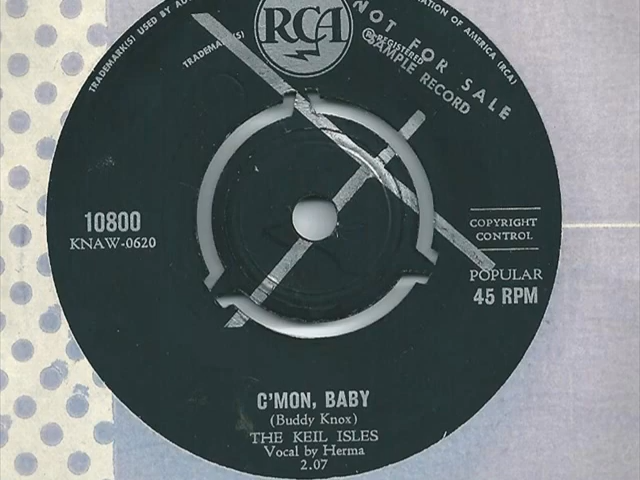 TRADEMARK(S) USED BY AU
RCA
REGISTERED
TRADEMARK(S)
ATION OF AMERICA (RCA)
NOT FOR SALE
SAMPLE RECORD
10800
KNAW-0620
COPYRIGHT
CONTROL
POPULAR
45 RPM
C'MON, BABY
(Buddy Knox)
THE KEIL ISLES
Vocal by Herma
2.07